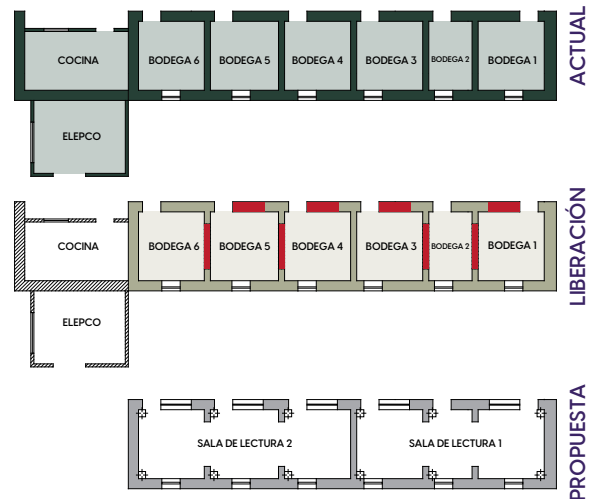 COCINA
BODEGA 6
BODEGA 5
BODEGA 4
BODEGA 3
BODEGA 2
BODEGA 1
ELEPCO
ACTUAL
COCINA
BODEGA 6
BODEGA 5
BODEGA 4
BODEGA 3
BODEGA 2
BODEGA 1
ELEPCO
LIBERACIÓN
SALA DE LECTURA 2
SALA DE LECTURA 1
PROPUESTA